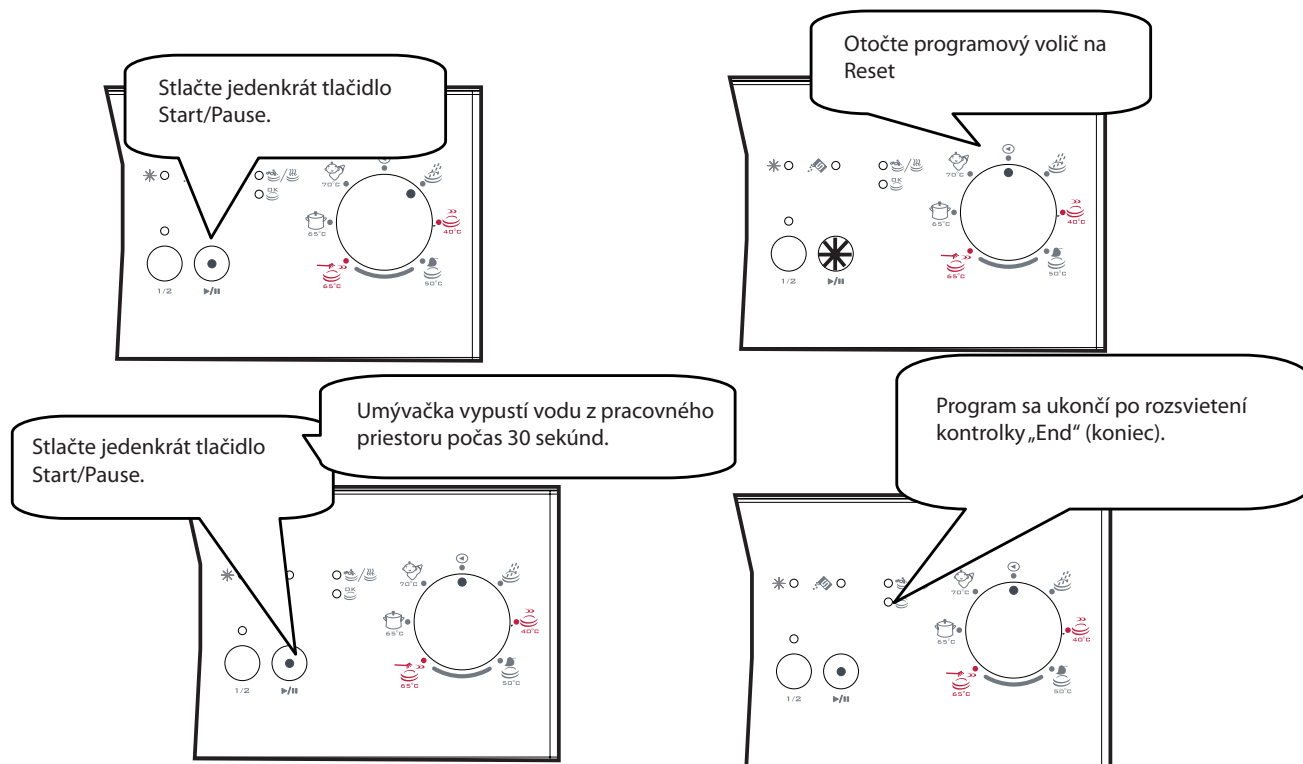 Stlačte jedenkrát tlačidlo
Start/Pause.
70°C
OK
40°C
65°C
65°C
50°C
1/2
Otočte programový volič na
Reset
70°C
OK
40°C
65°C
65°C
50°C
1/2
Stlačte jedenkrát tlačidlo
Start/Pause.
Umývačka vypustí vodu z pracovného
priestoru počas 30 sekúnd.
70°C
OK
40°C
65°C
65°C
50°C
1/2
Program sa ukončí po rozsvietení
kontrolky „End“ (koniec).
70°C
40°C
65°C
65°C
50°C
1/2